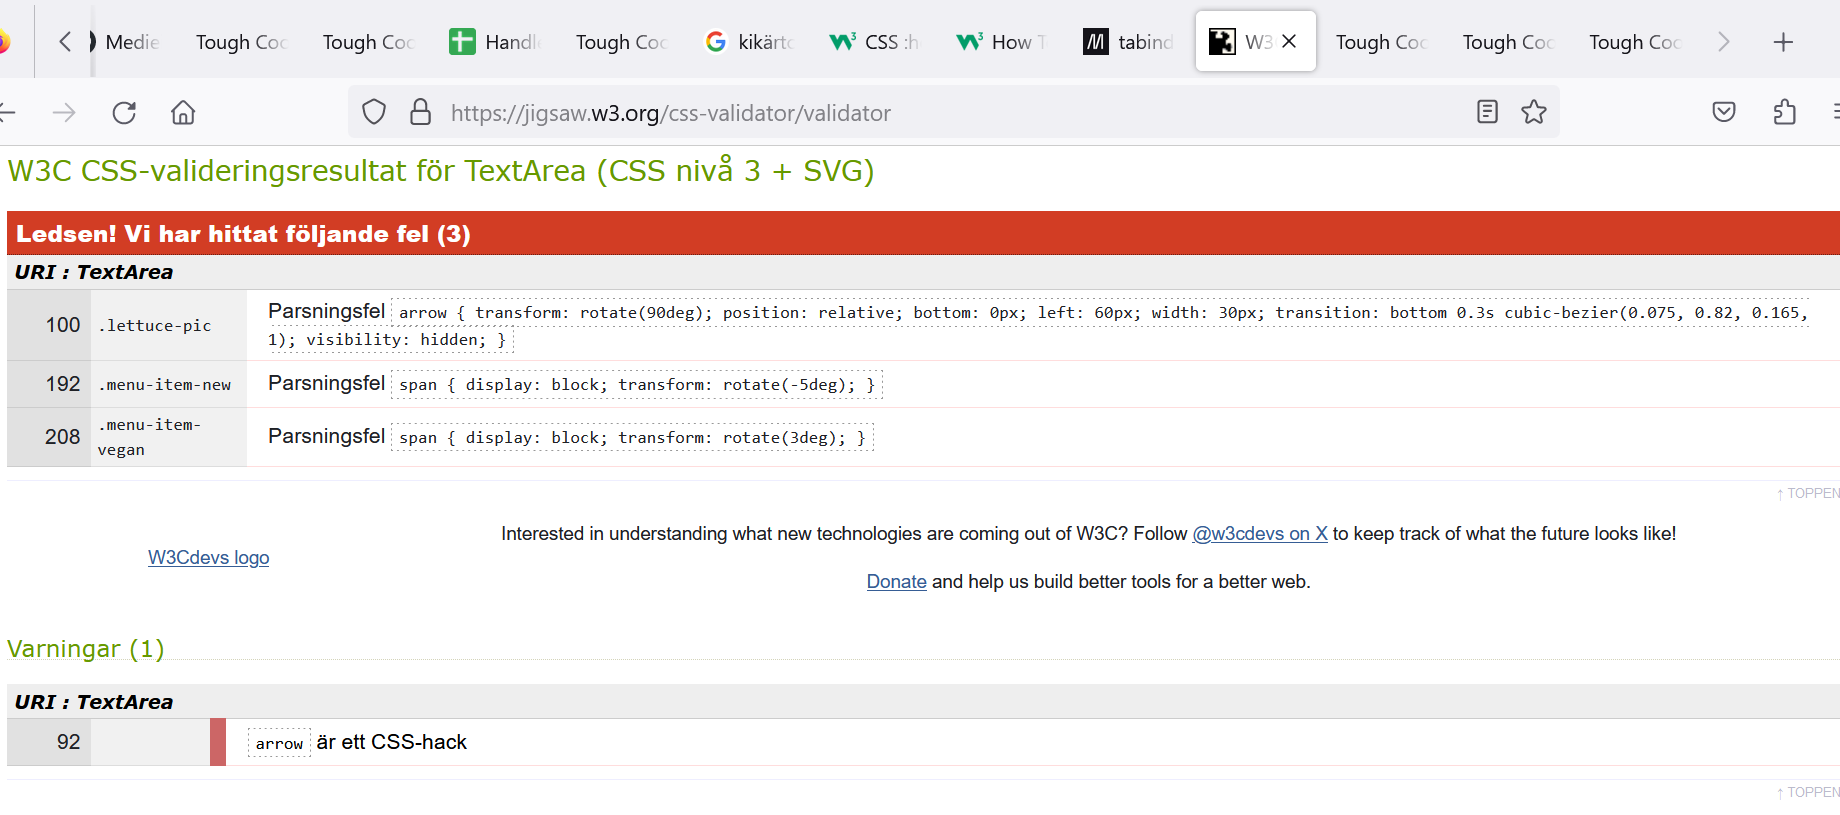 Medie
Tough Coc
Tough Coc
Handl
Tough Coc
kikärto
CSS :h
How T
tabind
W3
Tough Coc
Tough Coc
Tough Coc
https://jigsaw.w3.org/css-validator/validator
W3C CSS-valideringsresultat för TextArea (CSS nivå 3 + SVG)
Ledsen! Vi har hittat följande fel (3)
URI : TextArea
100 .lettuce-pic Parsningsfel arrow { transform: rotate(90deg); position: relative; bottom: 0px; left: 60px; width: 30px; transition: bottom 0.3s cubic-bezier(0.075, 0.82, 0.165,
1); visibility: hidden; }
192 .menu-item-new Parsningsfel span { display: block; transform: rotate(-5deg); }
208 .menu-item-
vegan Parsningsfel span { display: block; transform: rotate(3deg); }
↑ TOPPEN
Interested in understanding what new technologies are coming out of W3C? Follow @w3cdevs on X to keep track of what the future looks like!
W3Cdevs logo
Donate and help us build better tools for a better web.
Varningar (1)
URI : TextArea
92 arrow är ett CSS-hack
↑ TOPPEN